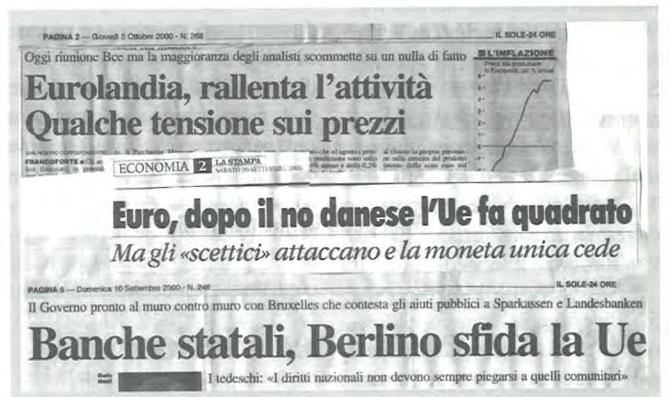 PAGINA 2 — Giovedì 5 Ottobre 2000 - N. 268
IL SOLE-24 ORE
Oggi riunione Bce ma la maggioranza degli analisti scommette su un nulla di fatto
Eurolandia, rallenta l'attività
Qualche tensione sui prezzi
L'INFLAZIONE
FRANCOFORTE
ECONOMIA 2 LA STAMPA
SABATO 30 SETTEMBRE 2000
Euro, dopo il no danese l'Ue fa quadrato
Ma gli «scettici» attaccano e la moneta unica cede
PAGINA 6 — Domenica 10 Settembre 2000 - N. 246
IL SOLE-24 ORE
Il Governo pronto al muro contro muro con Bruxelles che contesta gli aiuti pubblici a Sparkassen e Landesbanken
Banche statali, Berlino sfida la Ue
I tedeschi: «I diritti nazionali non devono sempre piegarsi a quelli comunitari»